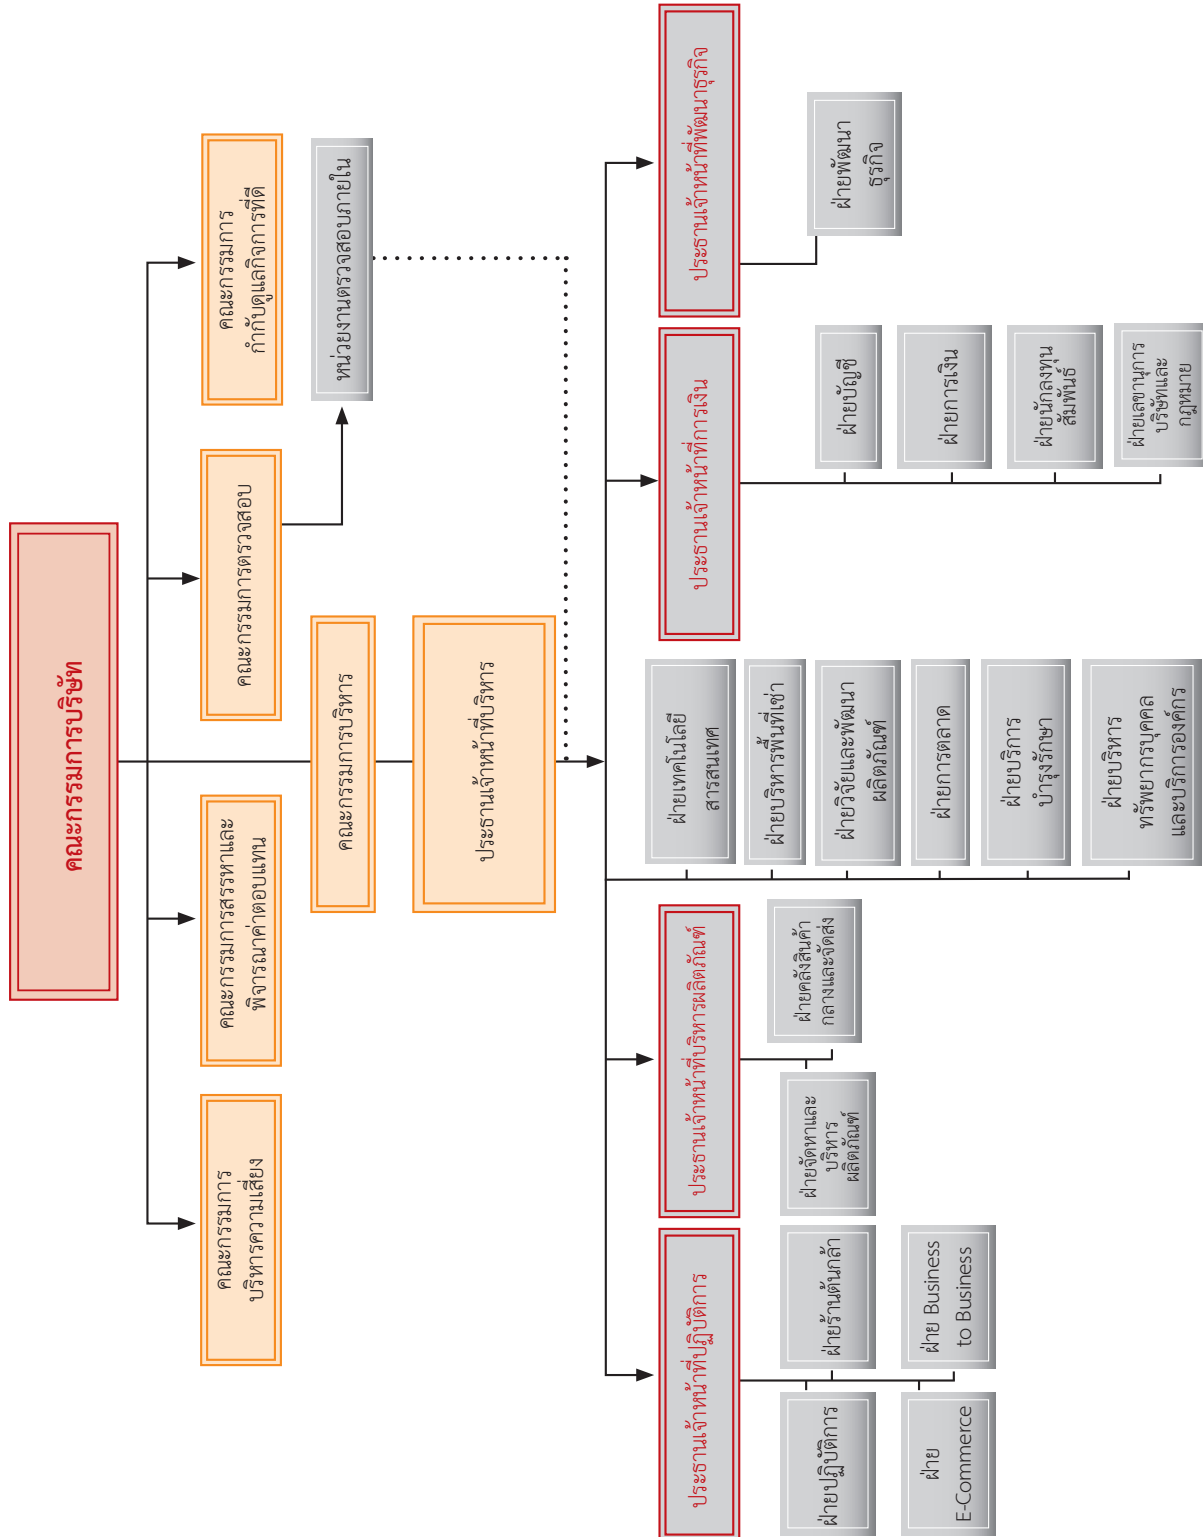 คณะกรรมการบริษัท
คณะกรรมการ
บริหารความเสี่ยง
คณะกรรมการสรรหาและ
พิจารณาค่าตอบแทน
คณะกรรมการตรวจสอบ
คณะกรรมการ
กำกับดูแลกิจการที่ดี
หน่วยงานตรวจสอบภายใน
คณะกรรมการบริหาร
ประธานเจ้าหน้าที่บริหาร
ประธานเจ้าหน้าที่ปฏิบัติการ
ฝ่ายปฏิบัติการ
ฝ่ายร้านต้นกล้า
ฝ่าย
E-Commerce
ฝ่าย Business
to Business
ประธานเจ้าหน้าที่บริหารผลิตภัณฑ์
ฝ่ายจัดหาและ
บริหาร
ผลิตภัณฑ์
ฝ่ายคลังสินค้า
กลางและจัดส่ง
ฝ่ายเทคโนโลยี
สารสนเทศ
ฝ่ายบริหารพื้นที่เช่า
ฝ่ายวิจัยและพัฒนา
ผลิตภัณฑ์
ฝ่ายการตลาด
ฝ่ายบริการ
บำรุงรักษา
ฝ่ายบริหาร
ทรัพยากรบุคคล
และบริการองค์กร
ประธานเจ้าหน้าที่การเงิน
ฝ่ายบัญชี
ฝ่ายการเงิน
ฝ่ายนักลงทุน
สัมพันธ์
ฝ่ายเลขานุการ
บริษัทและ
กฎหมาย
ประธานเจ้าหน้าที่พัฒนาธุรกิจ
ฝ่ายพัฒนา
ธุรกิจ